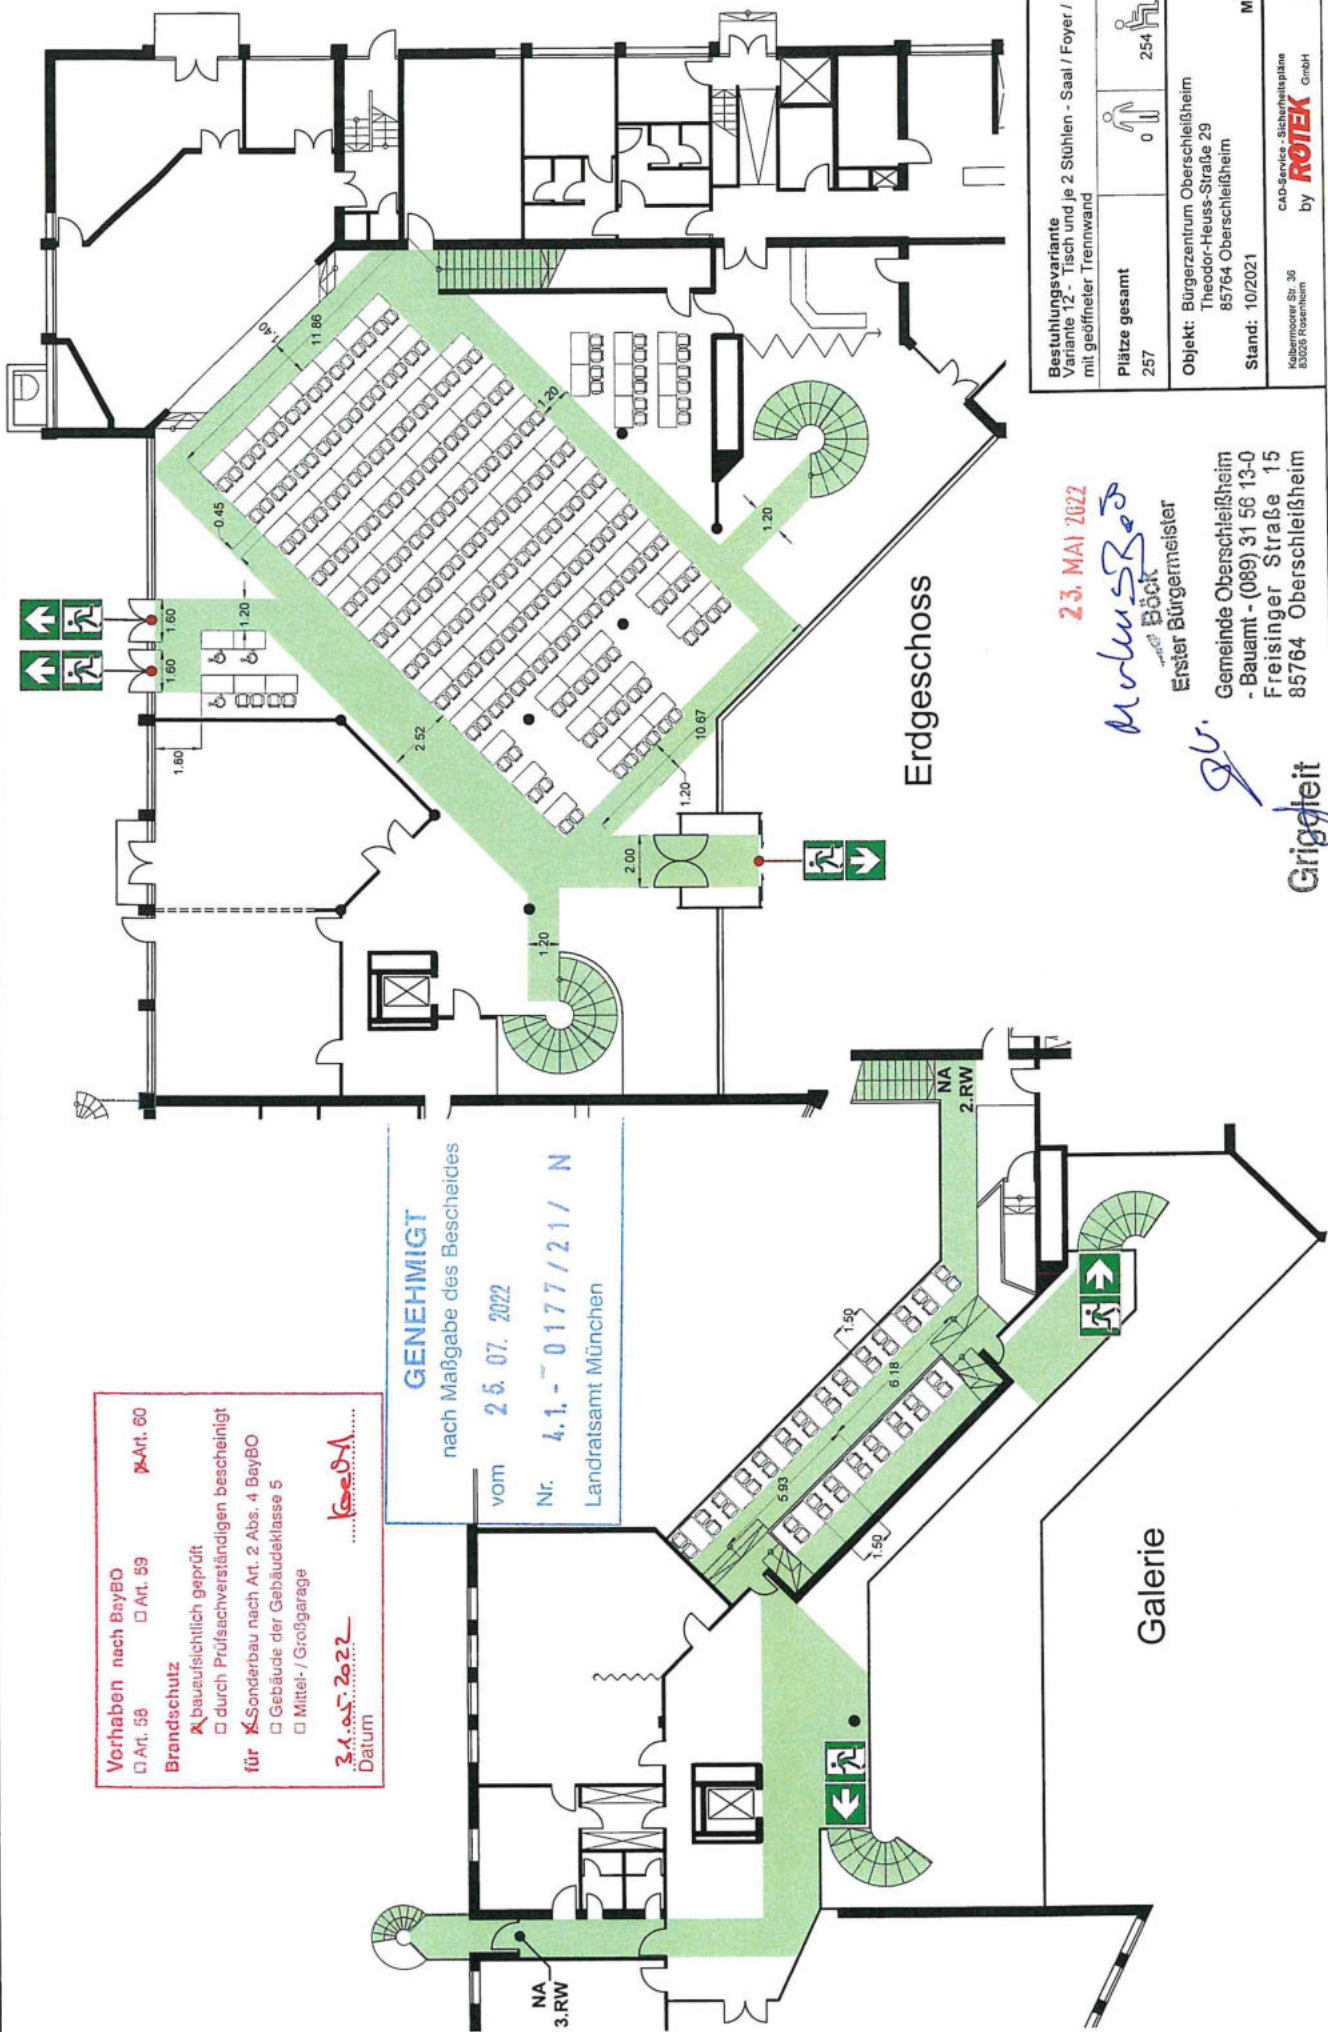 Vorhaben nach BayBO
☐ Art. 58 ☐ Art. 59 ☒ Art. 60
Brandschutz
☒ bauaufsichtlich geprüft
☐ durch Prüfsachverständigen bescheinigt
für ☒ Sonderbau nach Art. 2 Abs. 4 BayBO
☐ Gebäude der Gebäudeklasse 5
☐ Mittel- / Großgarage
31.05.2022
Datum
GENEHMIGT
nach Maßgabe des Bescheides
vom 25. 07. 2022
Nr. 4.1.- 0177/21/ N
Landratsamt München
NA
3.RW
NA
2.RW
1.50
6.18
5.93
1.50
Galerie
1.40
11.86
1.20
0.45
1.60
1.60
1.20
1.60
2.52
1.20
10.67
1.20
2.00
1.20
Erdgeschoss
23. MAI 2022
Böck
Erster Bürgermeister
Gemeinde Oberschleißheim
- Bauamt - (089) 31 56 13-0
Freisinger Straße 15
85764 Oberschleißheim
Griggeit
Bestuhlungsvariante
Variante 12 - Tisch und je 2 Stühlen - Saal / Foyer /
mit geöffneter Trennwand
Plätze gesamt
257
0
254
Objekt: Bürgerzentrum Oberschleißheim
Theodor-Heuss-Straße 29
85764 Oberschleißheim
Stand: 10/2021
M
Kolbermoorer Str. 36
83026 Rosenheim
CAD-Service - Sicherheitspläne
by ROTEK GmbH